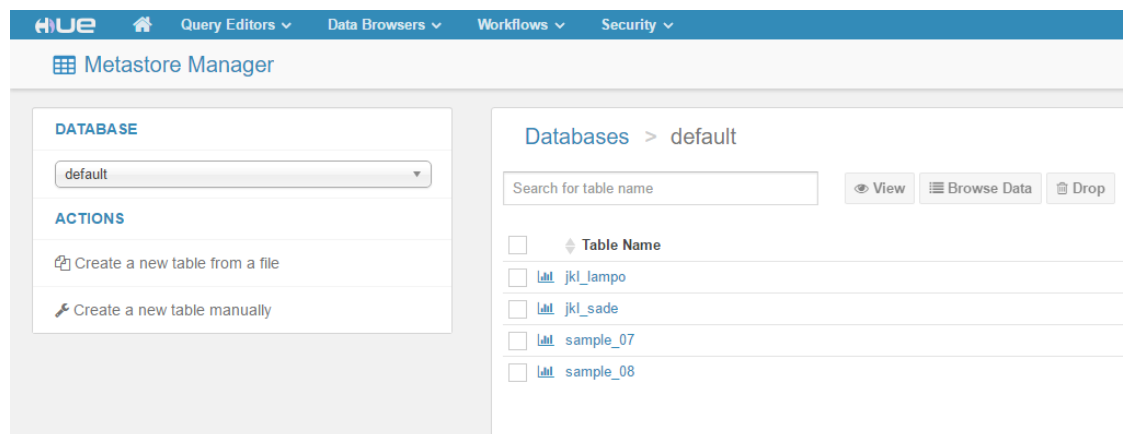 HUE Query Editors Data Browsers Workflows Security
Metastore Manager
DATABASE
default
ACTIONS
Create a new table from a file
Create a new table manually
Databases > default
Search for table name View Browse Data Drop
Table Name
jkl_lampo
jkl_sade
sample_07
sample_08